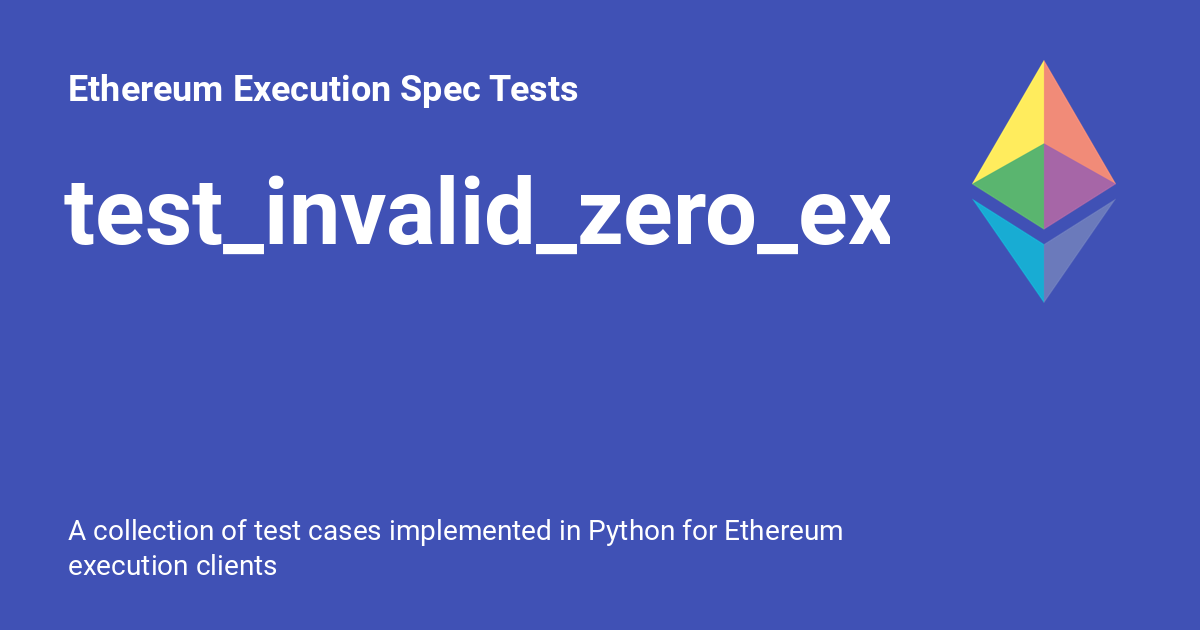 Ethereum Execution Spec Tests
test_invalid_zero_ex
A collection of test cases implemented in Python for Ethereum
execution clients